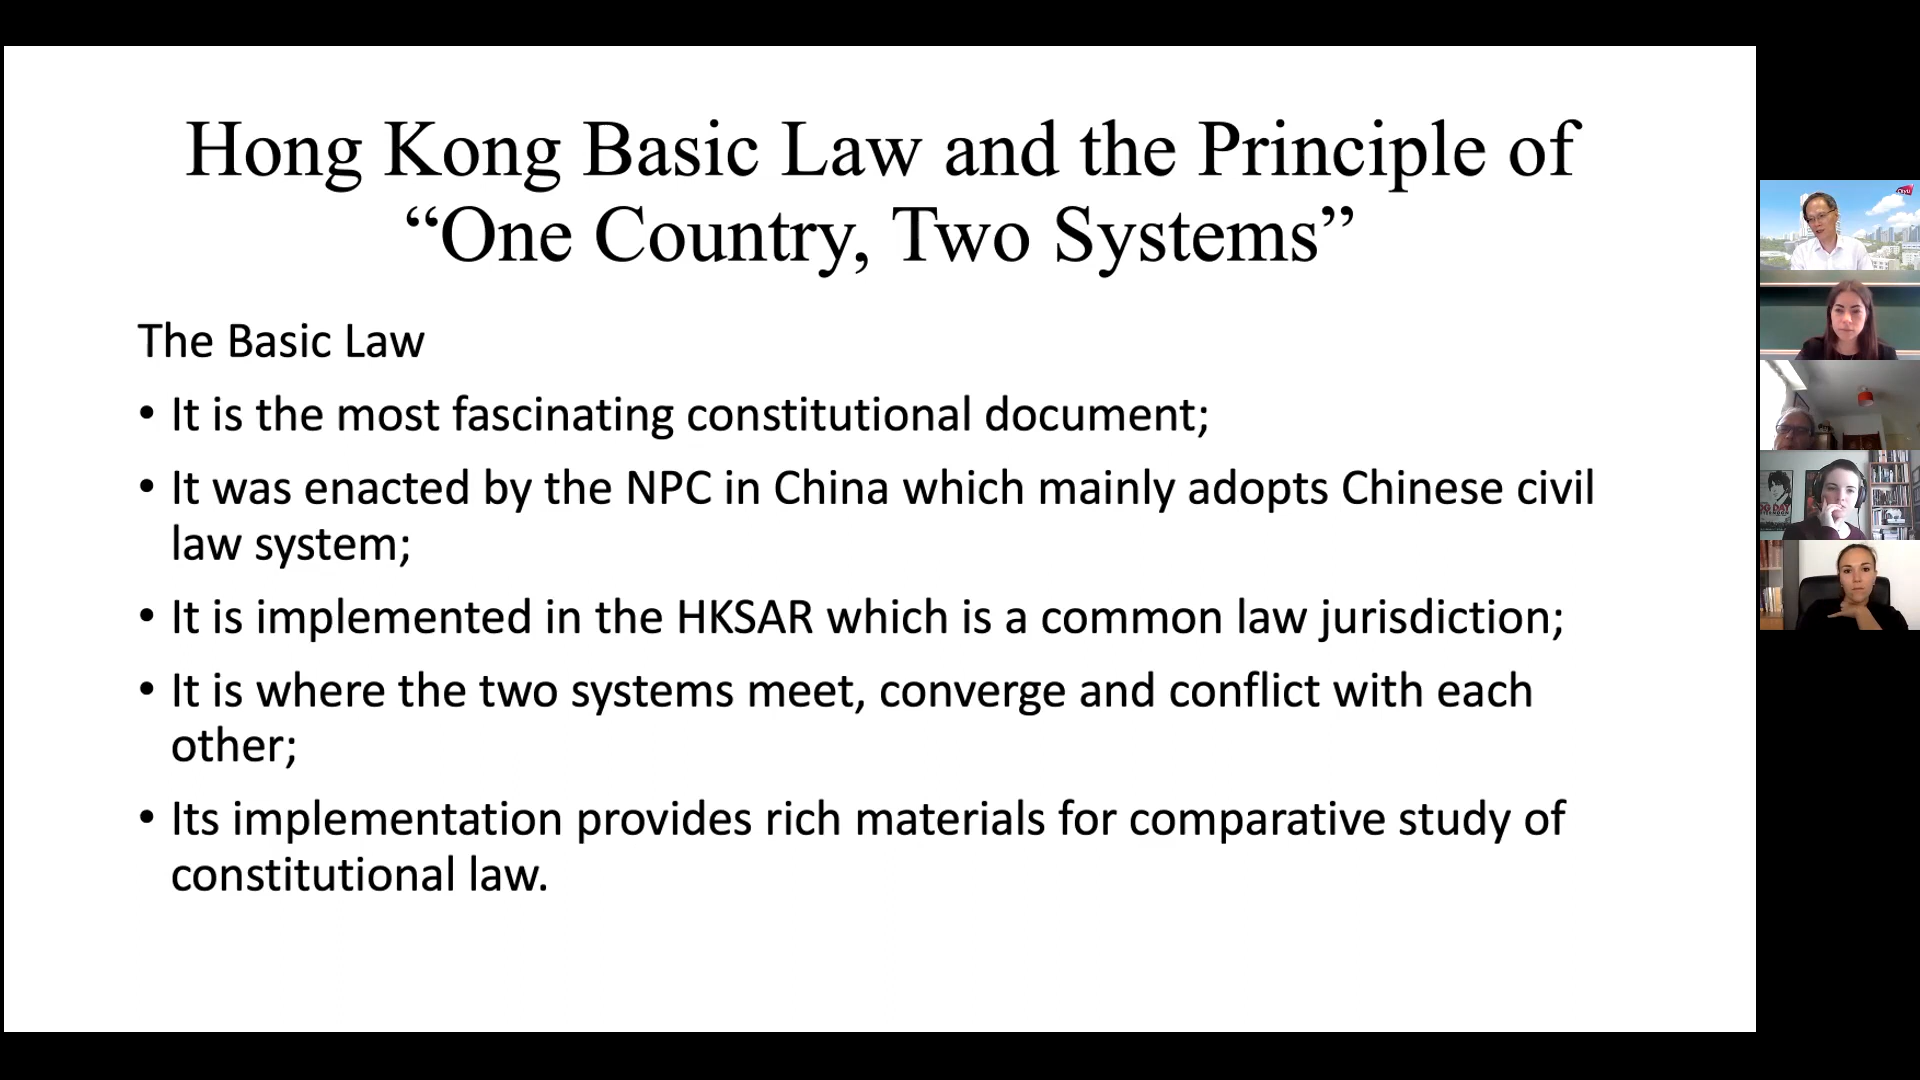 Hong Kong Basic Law and the Principle of
“One Country, Two Systems”
The Basic Law
• It is the most fascinating constitutional document;
• It was enacted by the NPC in China which mainly adopts Chinese civil
law system;
• It is implemented in the HKSAR which is a common law jurisdiction;
• It is where the two systems meet, converge and conflict with each
other;
• Its implementation provides rich materials for comparative study of
constitutional law.
CityU